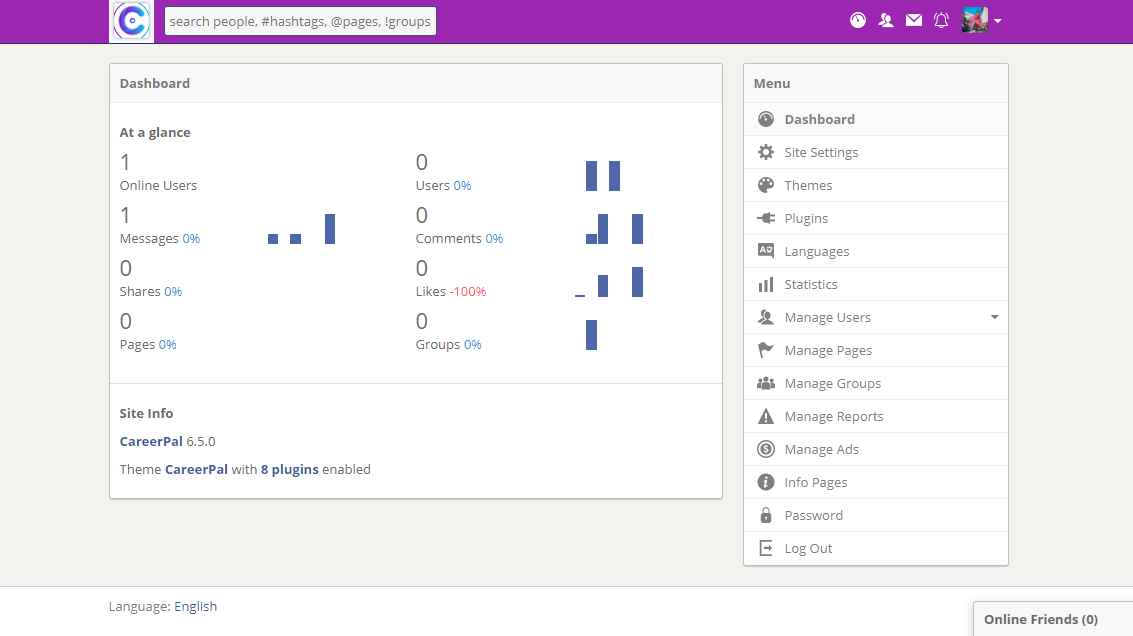 search people, #hashtags, @pages, !groups
Dashboard
At a glance
1
Online Users
0
Users 0%
1
Messages 0%
0
Comments 0%
0
Shares 0%
0
Likes -100%
0
Pages 0%
0
Groups 0%
Site Info
CareerPal 6.5.0
Theme CareerPal with 8 plugins enabled
Menu
Dashboard
Site Settings
Themes
Plugins
Languages
Statistics
Manage Users
Manage Pages
Manage Groups
Manage Reports
Manage Ads
Info Pages
Password
Log Out
Language: English
Online Friends (0)